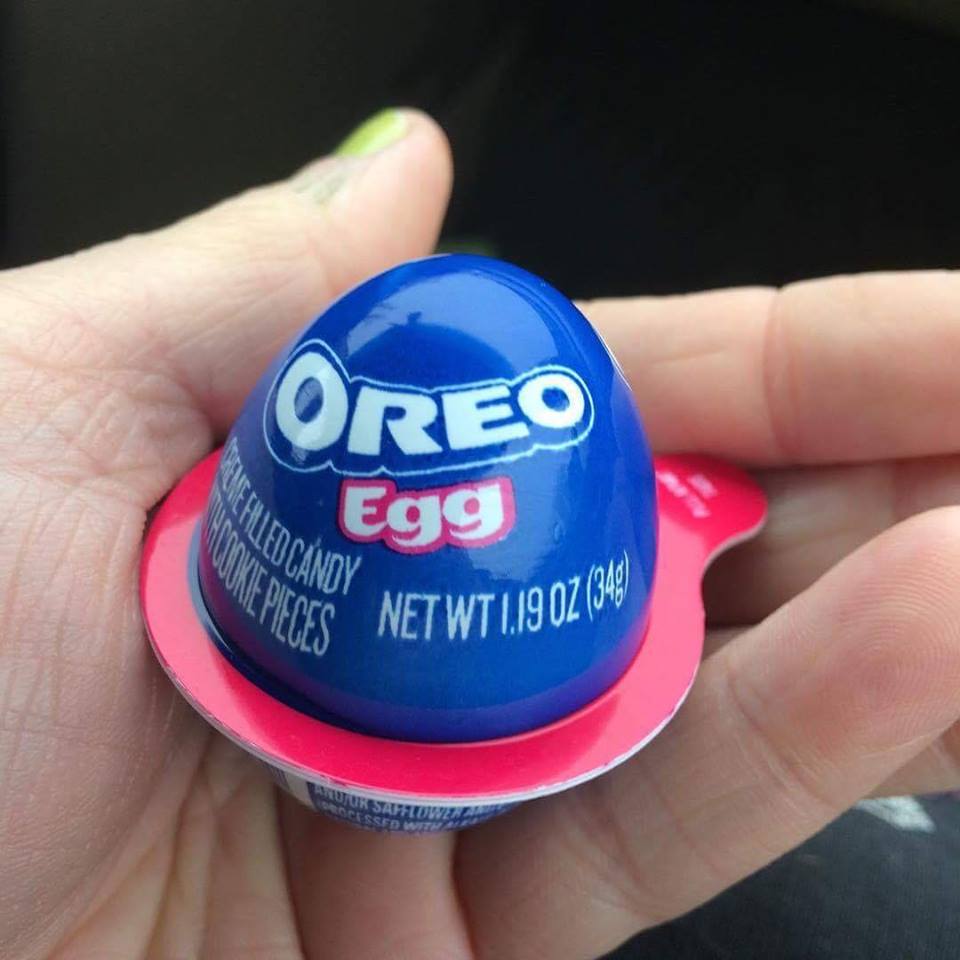 OREO
Egg
CREME FILLED CANDY
WITH COOKIE PIECES
NET WT 1.19 OZ (34g)
AND/OR SAFFLOWER AND/
(PROCESSED WITH